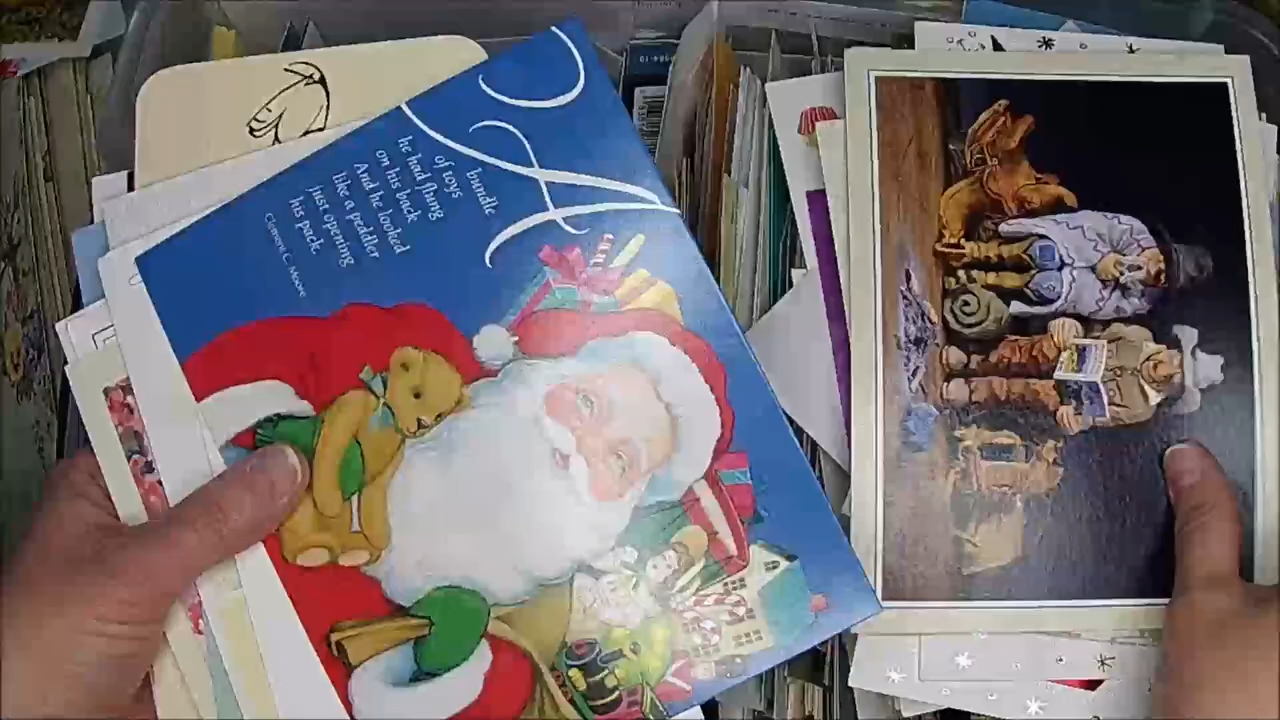 A
bundle
of toys
he had flung
on his back
And he looked
like a peddler
just opening
his pack.
Clement C. Moore